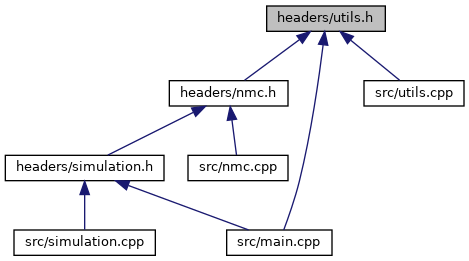 headers/utils.h
headers/nmc.h
src/utils.cpp
headers/simulation.h
src/nmc.cpp
src/simulation.cpp
src/main.cpp